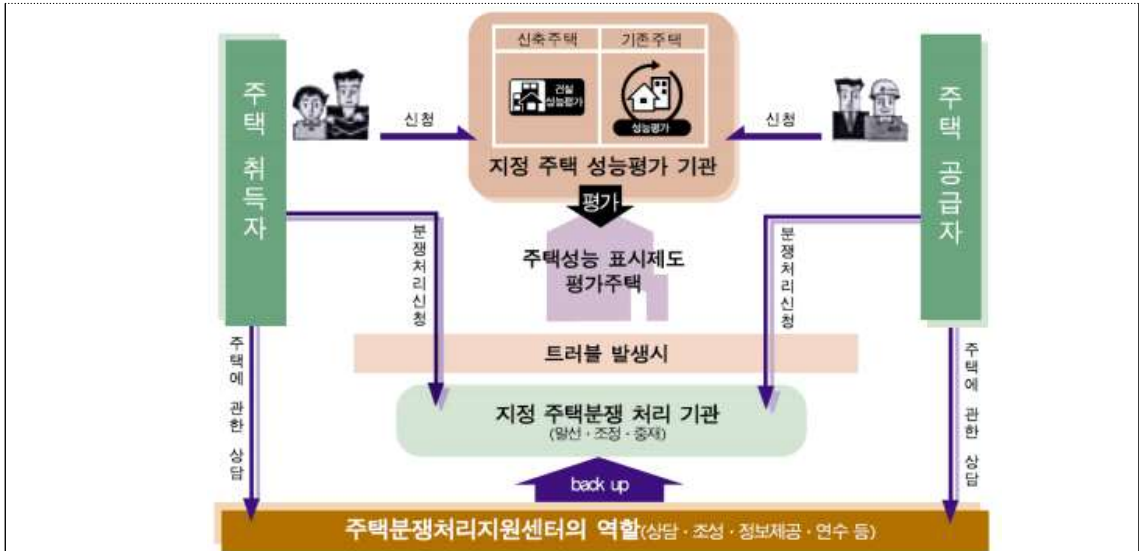 신축주택
기존주택
건설
성능평가
성능평가
지정 주택 성능평가 기관
주택 취득자
신청
신청
주택 공급자
평가
주택성능 표시제도
평가주택
분쟁처리신청
분쟁처리신청
트러블 발생시
지정 주택분쟁 처리 기관
(알선·조정·중재)
주택에 관한 상담
주택에 관한 상담
back up
주택분쟁처리지원센터의 역할(상담·조성·정보제공·연수 등)